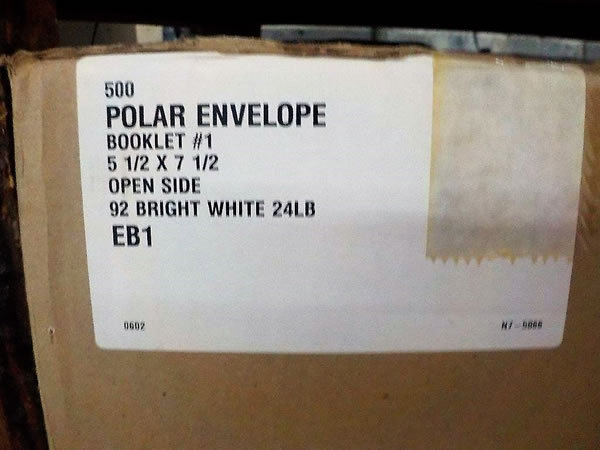 500
POLAR ENVELOPE
BOOKLET #1
5 1/2 X 7 1/2
OPEN SIDE
92 BRIGHT WHITE 24LB
EB1
0602